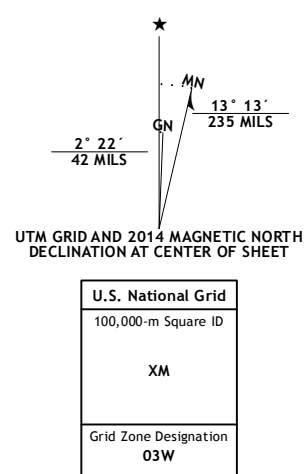 ★
MN
GN
13° 13´
235 MILS
2° 22´
42 MILS
UTM GRID AND 2014 MAGNETIC NORTH
DECLINATION AT CENTER OF SHEET
U.S. National Grid
100,000-m Square ID
XM
Grid Zone Designation
03W